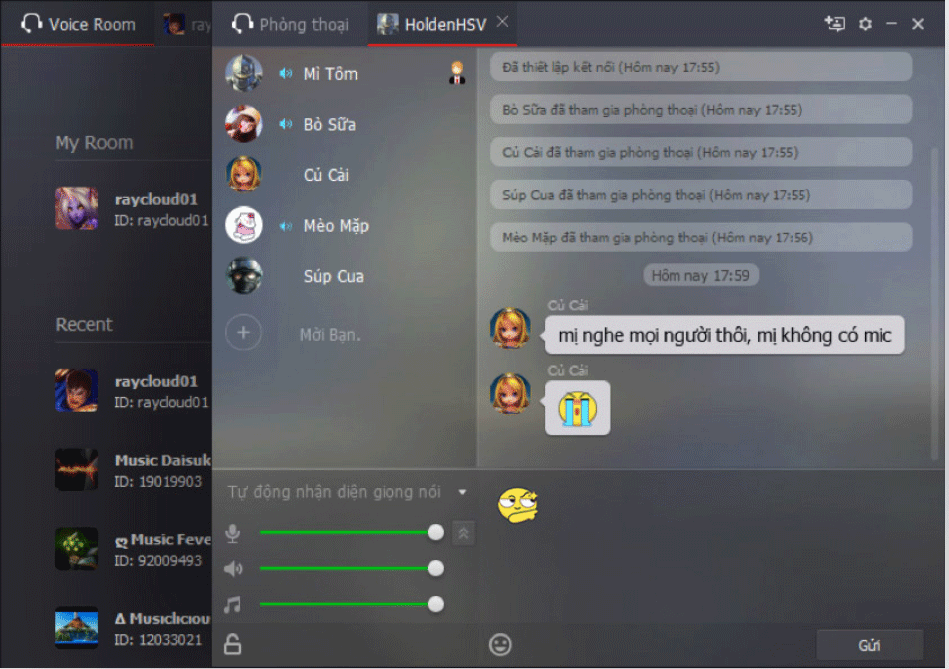 Voice Room
ray
Phòng thoại
HoldenHSV
My Room
raycloud01
ID: raycloud01
Recent
raycloud01
ID: raycloud01
Music Daisuk
ID: 19019903
ღ Music Feve
ID: 92009493
Δ Musıclıcıou
ID: 12033021
Mì Tôm
Bò Sữa
Củ Cải
Mèo Mặp
Súp Cua
Mời Bạn.
Đã thiết lập kết nối (Hôm nay 17:55)
Bò Sữa đã tham gia phòng thoại (Hôm nay 17:55)
Củ Cải đã tham gia phòng thoại (Hôm nay 17:55)
Súp Cua đã tham gia phòng thoại (Hôm nay 17:55)
Mèo Mặp đã tham gia phòng thoại (Hôm nay 17:56)
Hôm nay 17:59
Củ Cải
mị nghe mọi người thôi, mị không có mic
Củ Cải
Tự động nhận diện giong nói
Gửi